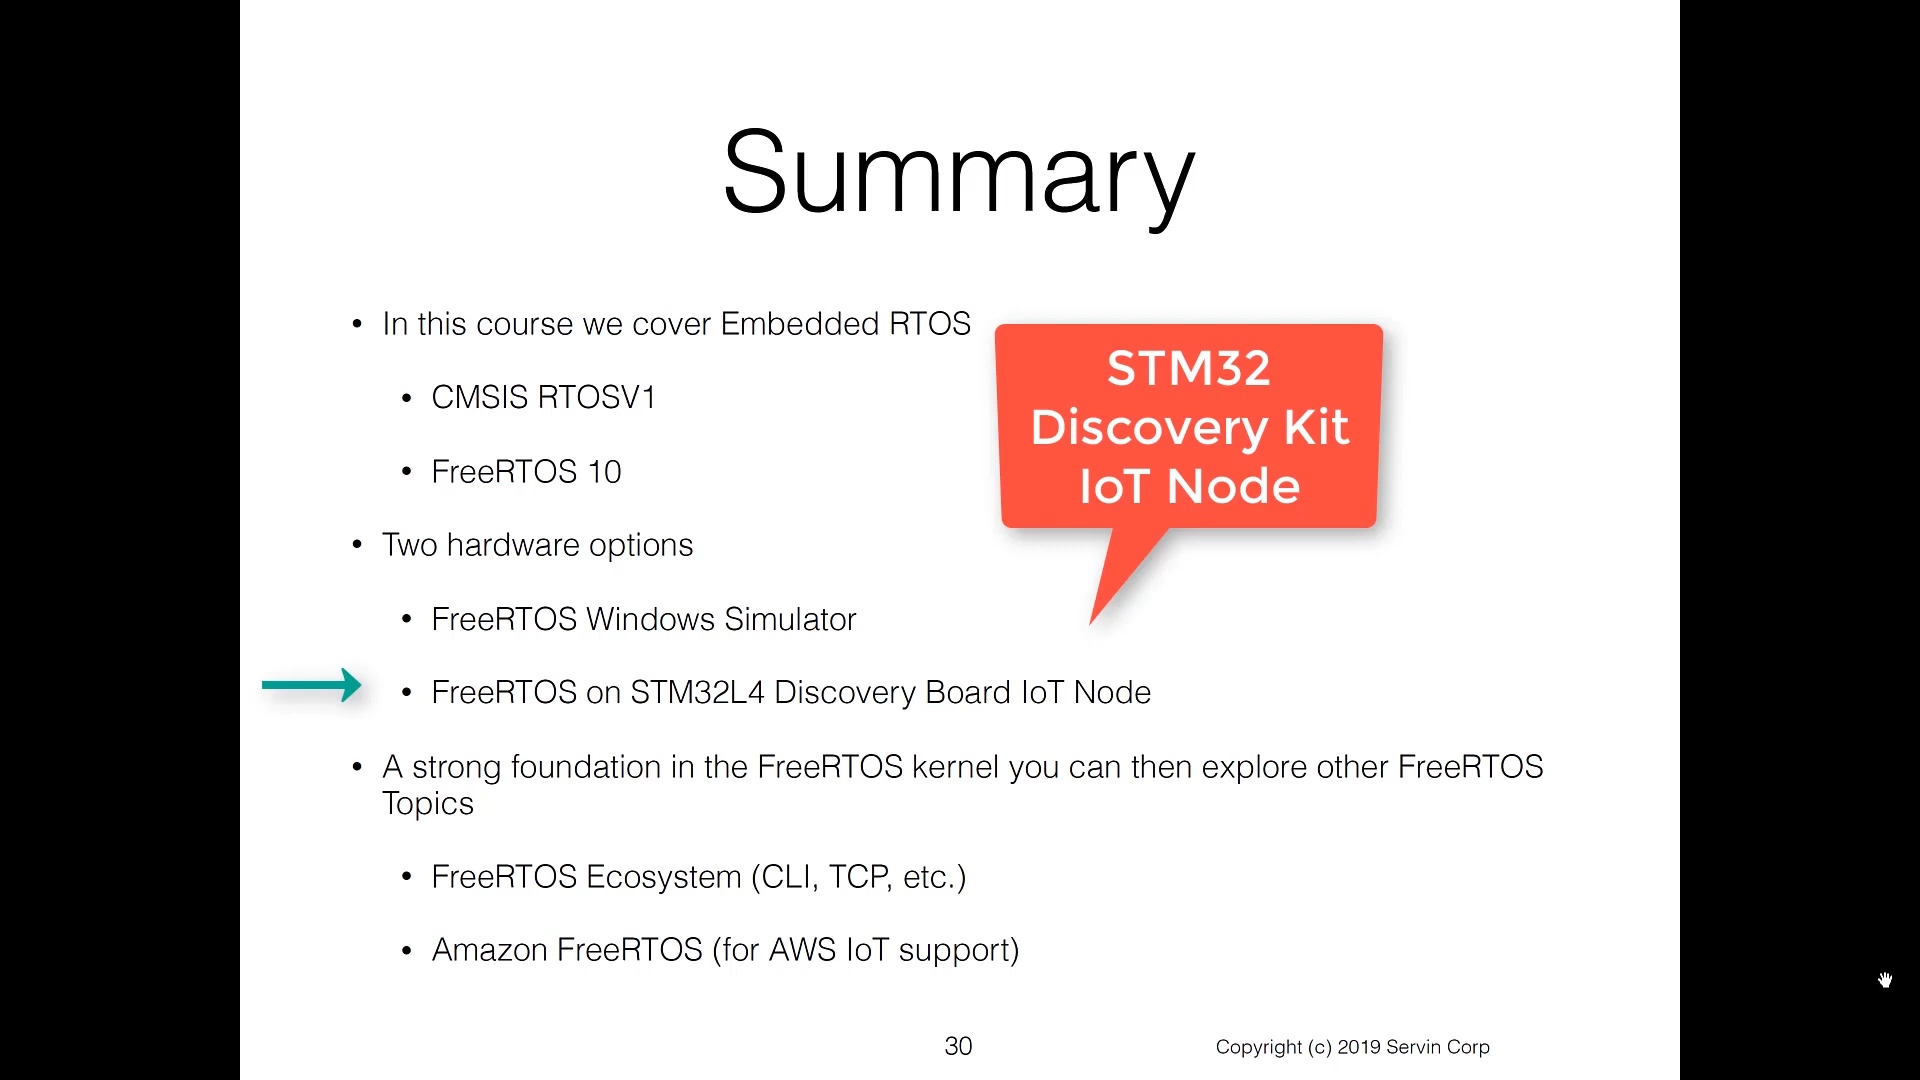 Summary
• In this course we cover Embedded RTOS
• CMSIS RTOSV1
• FreeRTOS 10
• Two hardware options
• FreeRTOS Windows Simulator
• FreeRTOS on STM32L4 Discovery Board IoT Node
• A strong foundation in the FreeRTOS kernel you can then explore other FreeRTOS
Topics
• FreeRTOS Ecosystem (CLI, TCP, etc.)
• Amazon FreeRTOS (for AWS IoT support)
STM32
Discovery Kit
IoT Node
30
Copyright (c) 2019 Servin Corp